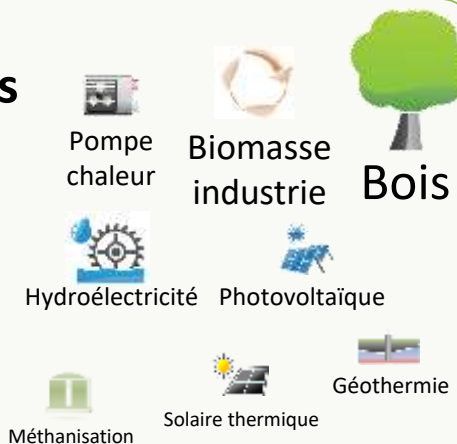 s
Pompe
chaleur
Biomasse
industrie
Bois
Hydroélectricité
Photovoltaïque
Géothermie
Solaire thermique
Méthanisation